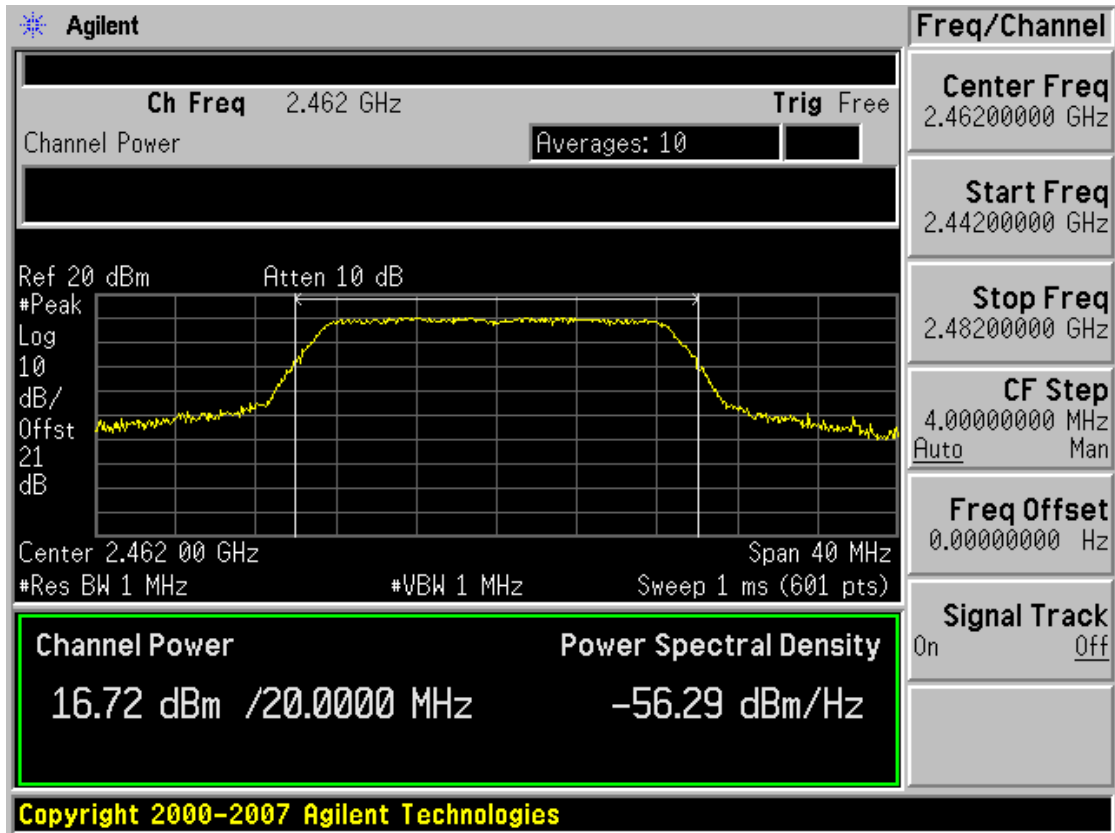 Agilent
Ch Freq 2.462 GHz Trig Free
Channel Power Averages: 10
Ref 20 dBm Atten 10 dB
#Peak
Log
10
dB/
Offst
21
dB
Center 2.462 00 GHz Span 40 MHz
#Res BW 1 MHz #VBW 1 MHz Sweep 1 ms (601 pts)
Channel Power Power Spectral Density
16.72 dBm /20.0000 MHz -56.29 dBm/Hz
Copyright 2000-2007 Agilent Technologies
Freq/Channel
Center Freq
2.46200000 GHz
Start Freq
2.44200000 GHz
Stop Freq
2.48200000 GHz
CF Step
4.00000000 MHz
Auto Man
Freq Offset
0.00000000 Hz
Signal Track
On Off